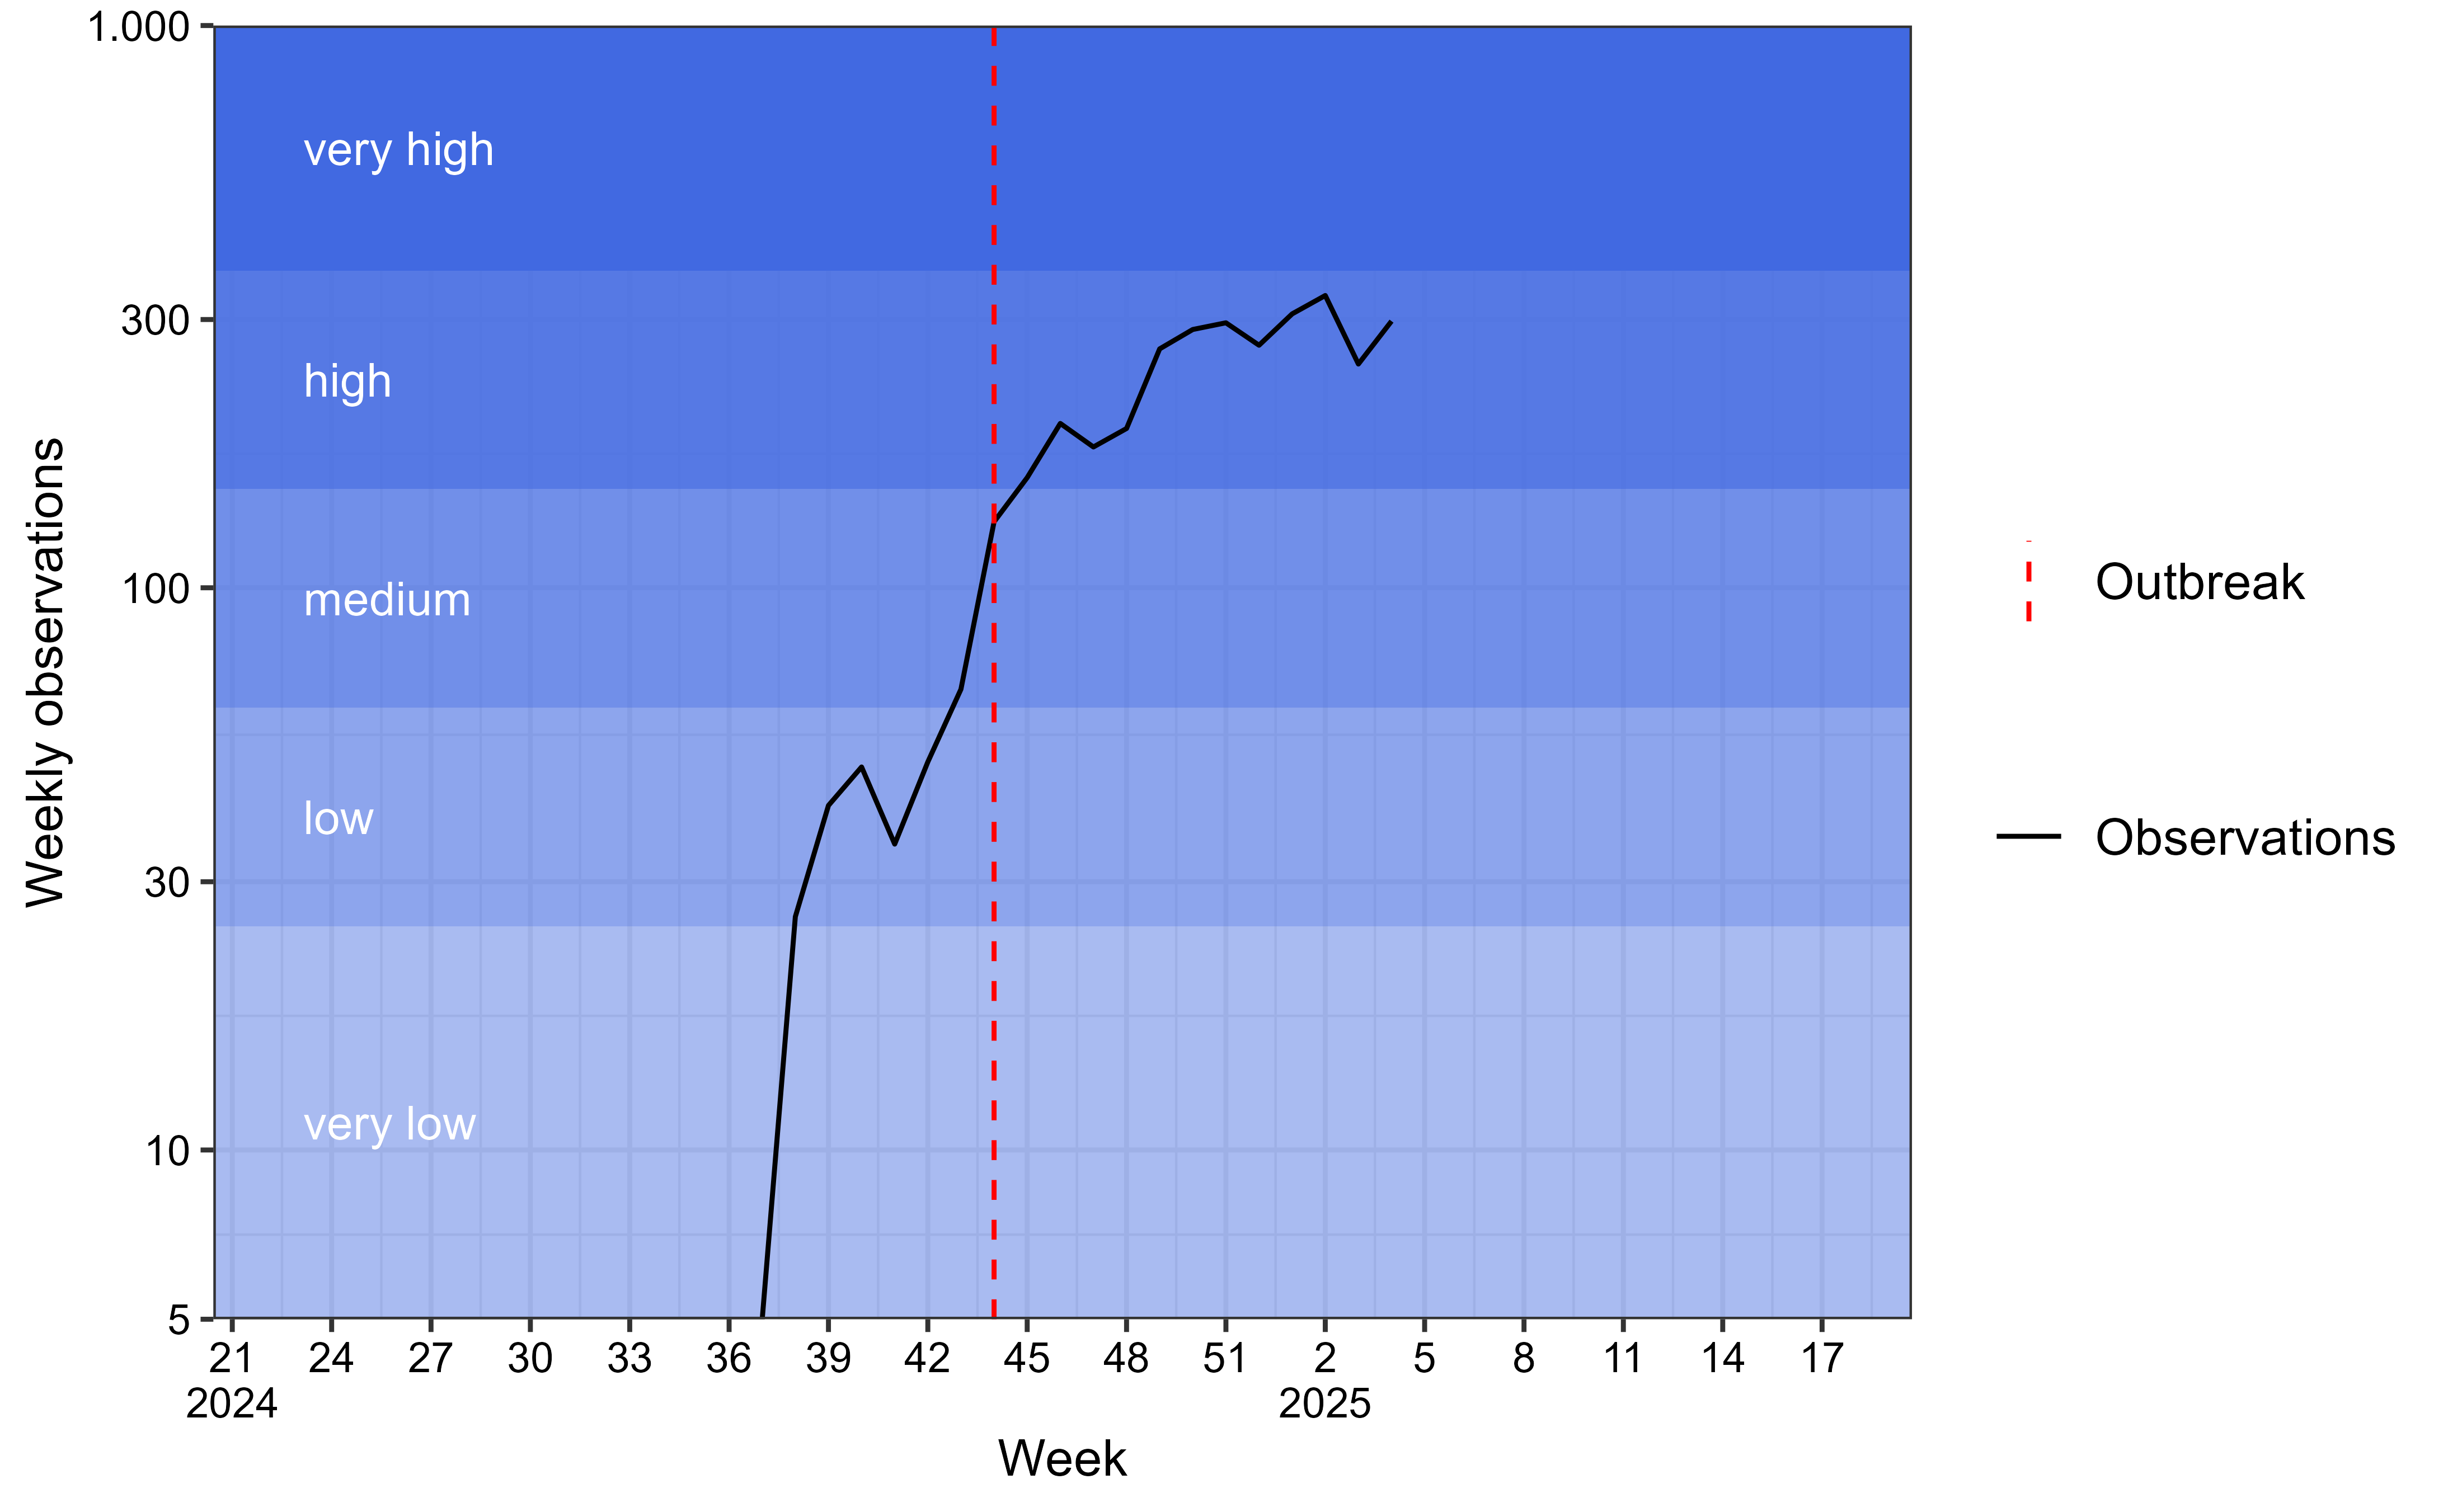 1.000
300
100
30
10
5
Weekly observations
very high
high
medium
low
very low
21 24 27 30 33 36 39 42 45 48 51 2 5 8 11 14 17
2024 2025
Week
Outbreak
Observations